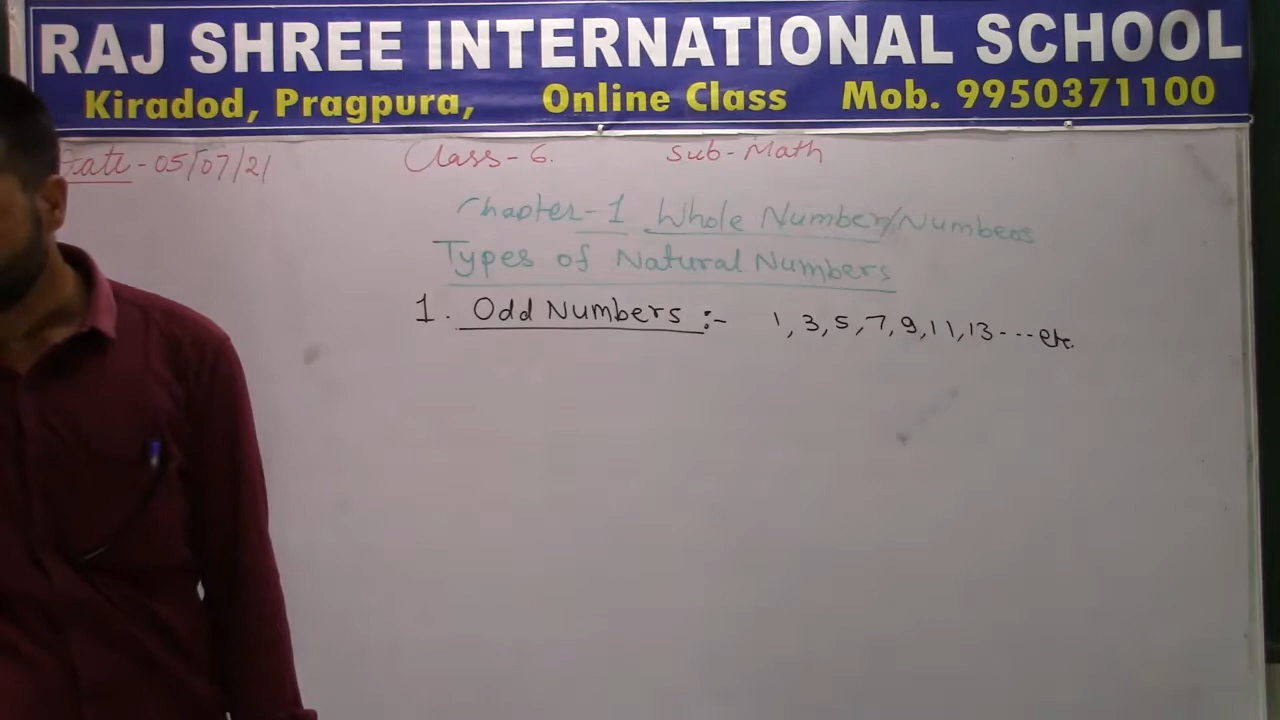 RAJ SHREE INTERNATIONAL SCHOOL
Kiradod, Pragpura, Online Class Mob. 9950371100
Date - 05/07/21 Class - 6. Sub - Math
Chapter - 1 Whole Number/Numbers
Types of Natural Numbers
1. Odd Numbers :- 1, 3, 5, 7, 9, 11, 13 - - - etc.